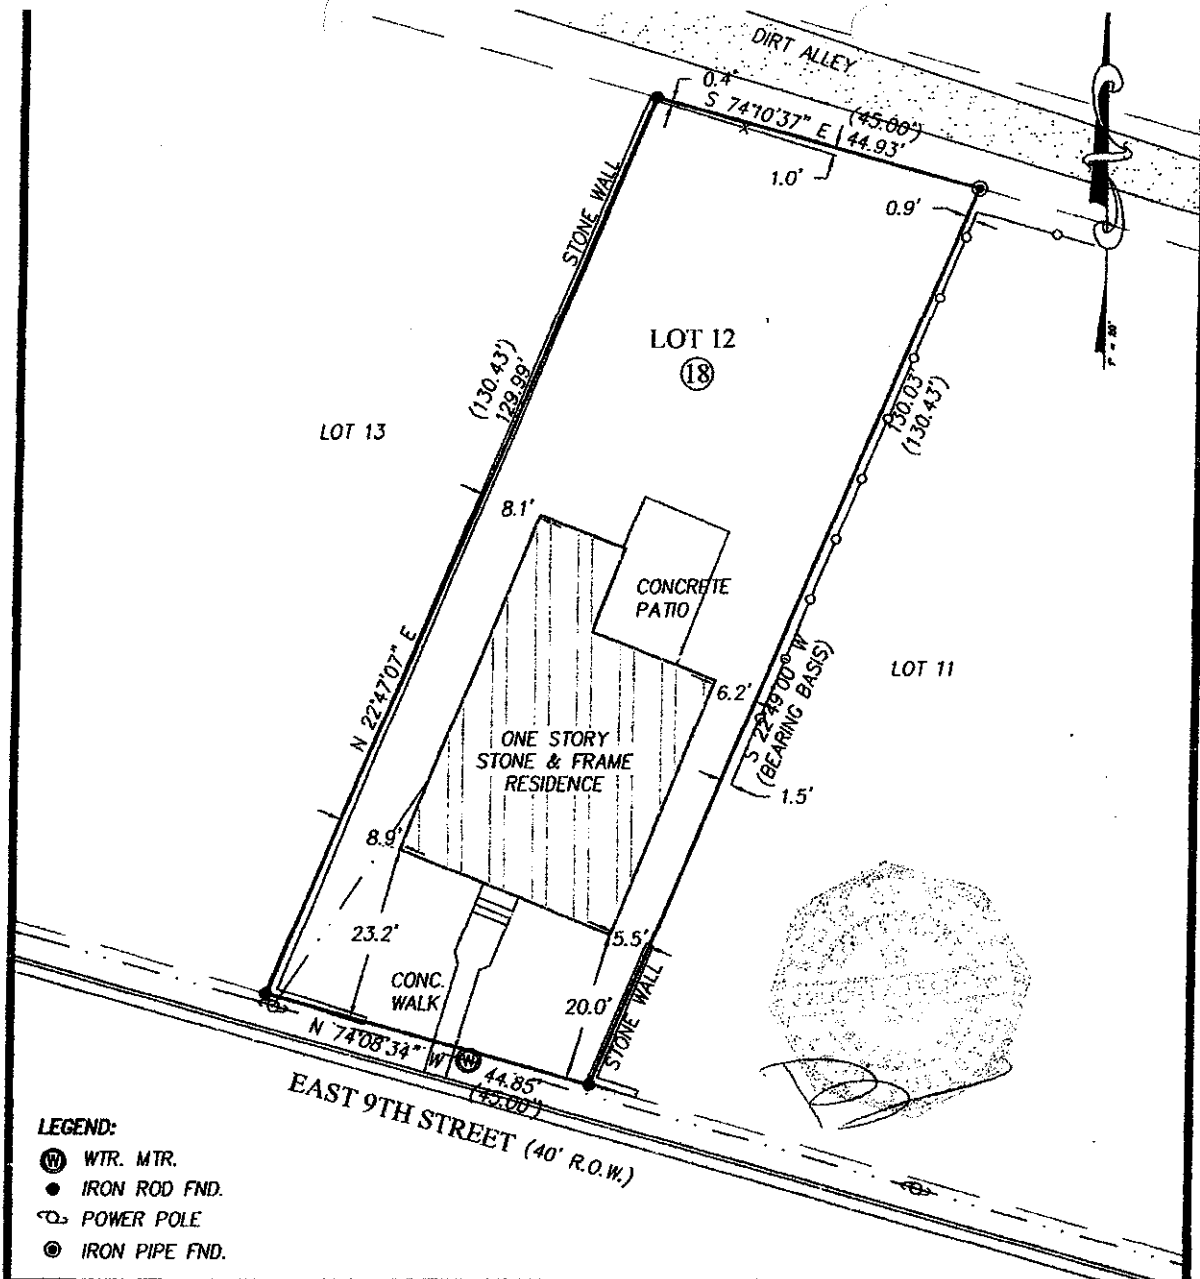 DIRT ALLEY
0.4'
S 74°10'37" E
(45.00')
44.93'
1.0'
0.9'
STONE WALL
LOT 12
18
1" = 20'
(130.43')
129.99'
130.03'
(130.43')
LOT 13
8.1'
CONCRETE
PATIO
N 22°47'07" E
6.2'
S 22°49'00" W
(BEARING BASIS)
LOT 11
ONE STORY
STONE & FRAME
RESIDENCE
1.5'
8.9'
23.2'
5.5'
CONC.
WALK
20.0'
STONE WALL
N 74°08'34" W
W
44.85'
(45.00')
EAST 9TH STREET (40' R.O.W.)
LEGEND:
W WTR. MTR.
IRON ROD FND.
POWER POLE
IRON PIPE FND.